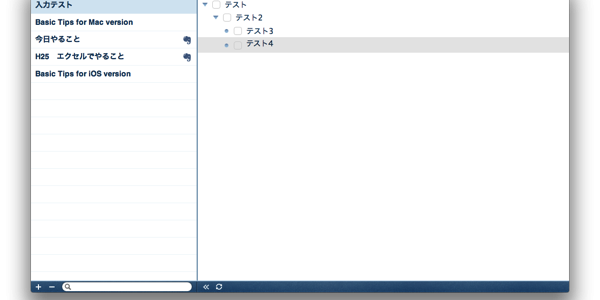 入力テスト
Basic Tips for Mac version
今日やること
H25　エクセルでやること
Basic Tips for iOS version
テスト
テスト2
テスト3
テスト4